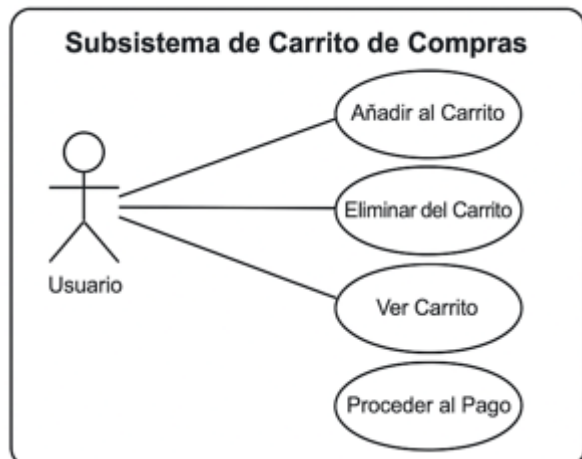 Subsistema de Carrito de Compras
Añadir al Carrito
Eliminar del Carrito
Usuario
Ver Carrito
Proceder al Pago